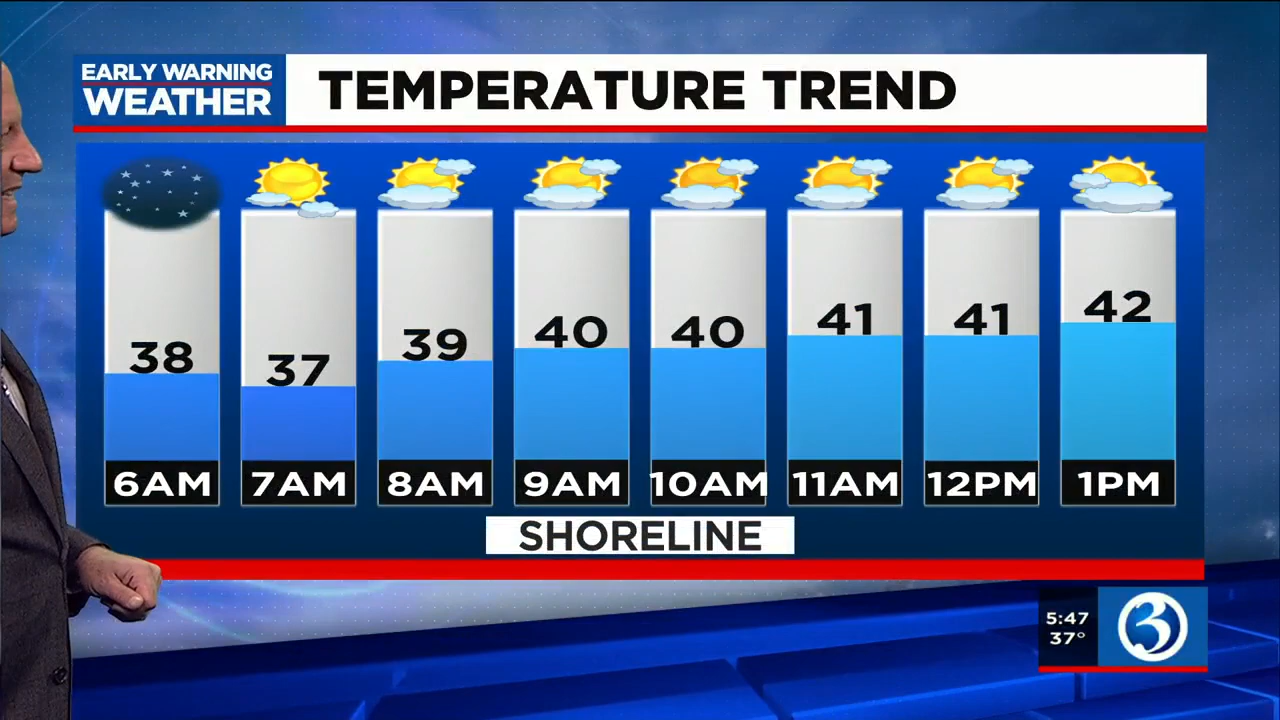 EARLY WARNING
WEATHER
TEMPERATURE TREND
38
37
39
40
40
41
41
42
6AM
7AM
8AM
9AM
10AM
11AM
12PM
1PM
SHORELINE
5:47
37°
3